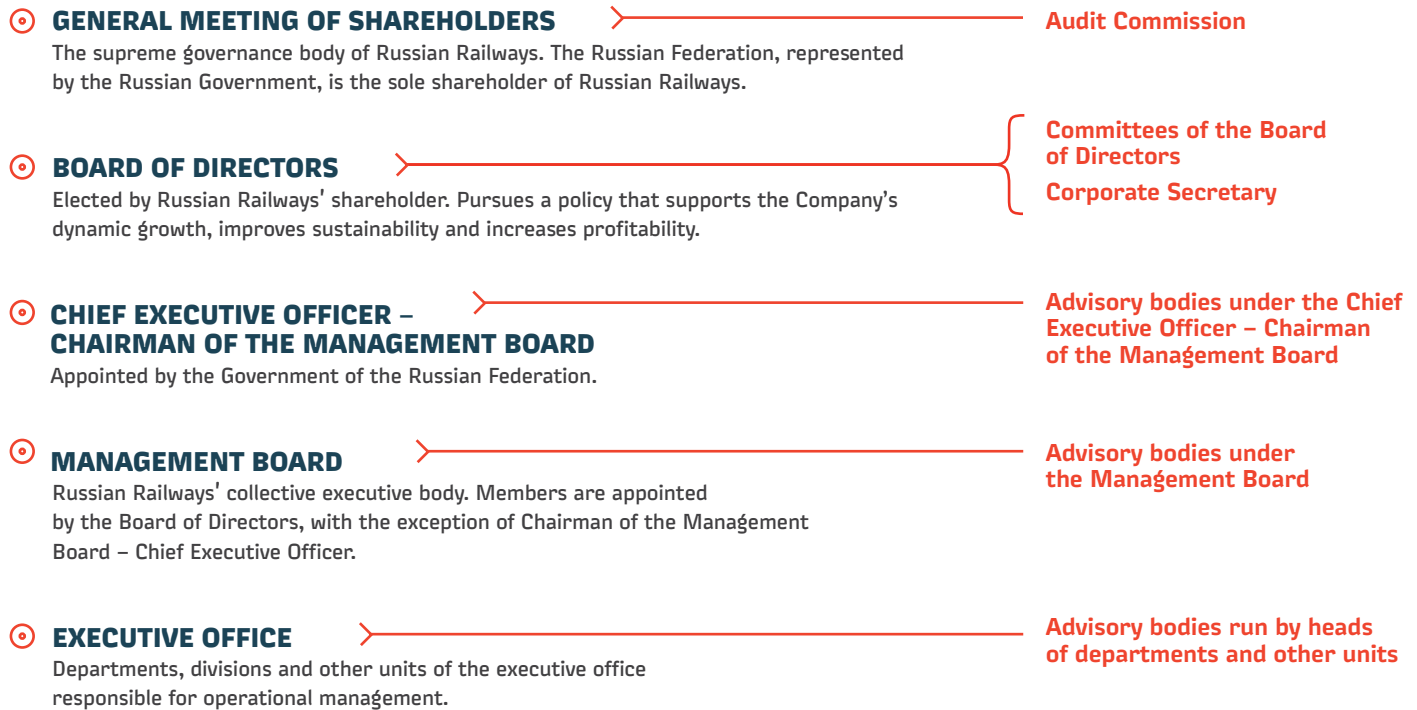 GENERAL MEETING OF SHAREHOLDERS
Audit Commission
The supreme governance body of Russian Railways. The Russian Federation, represented
by the Russian Government, is the sole shareholder of Russian Railways.
BOARD OF DIRECTORS
Committees of the Board
of Directors
Corporate Secretary
Elected by Russian Railways' shareholder. Pursues a policy that supports the Company’s
dynamic growth, improves sustainability and increases profitability.
CHIEF EXECUTIVE OFFICER –
CHAIRMAN OF THE MANAGEMENT BOARD
Advisory bodies under the Chief
Executive Officer – Chairman
of the Management Board
Appointed by the Government of the Russian Federation.
MANAGEMENT BOARD
Advisory bodies under
the Management Board
Russian Railways' collective executive body. Members are appointed
by the Board of Directors, with the exception of Chairman of the Management
Board – Chief Executive Officer.
EXECUTIVE OFFICE
Advisory bodies run by heads
of departments and other units
Departments, divisions and other units of the executive office
responsible for operational management.